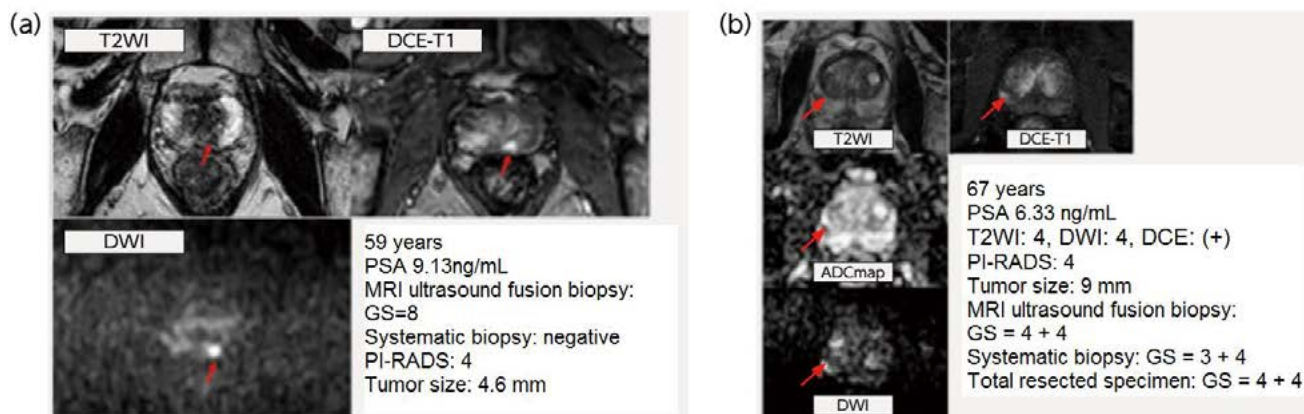 (a)
T2WI
DCE-T1
DWI
59 years
PSA 9.13ng/mL
MRI ultrasound fusion biopsy:
GS=8
Systematic biopsy: negative
PI-RADS: 4
Tumor size: 4.6 mm
(b)
T2WI
DCE-T1
ADCmap
DWI
67 years
PSA 6.33 ng/mL
T2WI: 4, DWI: 4, DCE: (+)
PI-RADS: 4
Tumor size: 9 mm
MRI ultrasound fusion biopsy:
GS = 4 + 4
Systematic biopsy: GS = 3 + 4
Total resected specimen: GS = 4 + 4